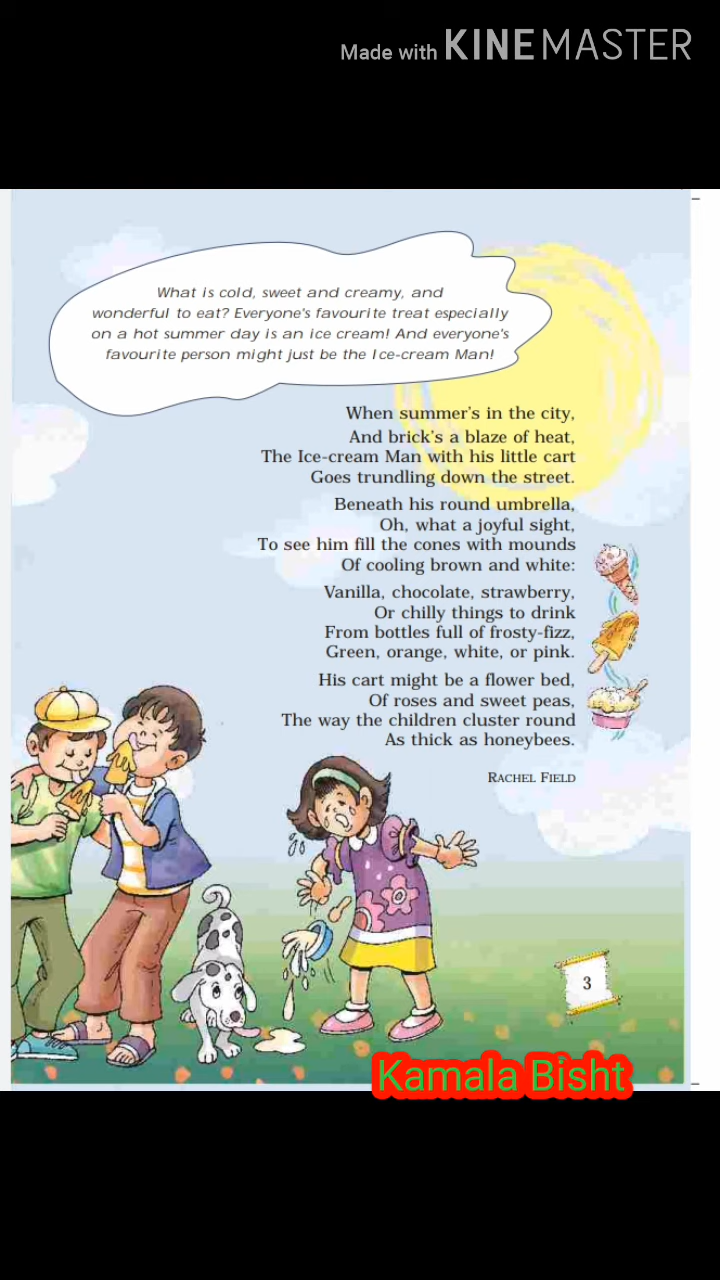 Made with KINEMASTER
What is cold, sweet and creamy, and
wonderful to eat? Everyone's favourite treat especially
on a hot summer day is an ice cream! And everyone's
favourite person might just be the Ice-cream Man!
When summer's in the city,
And brick's a blaze of heat,
The Ice-cream Man with his little cart
Goes trundling down the street.
Beneath his round umbrella,
Oh, what a joyful sight,
To see him fill the cones with mounds
Of cooling brown and white:
Vanilla, chocolate, strawberry,
Or chilly things to drink
From bottles full of frosty-fizz,
Green, orange, white, or pink.
His cart might be a flower bed,
Of roses and sweet peas,
The way the children cluster round
As thick as honeybees.
RACHEL FIELD
3
Kamala Bisht